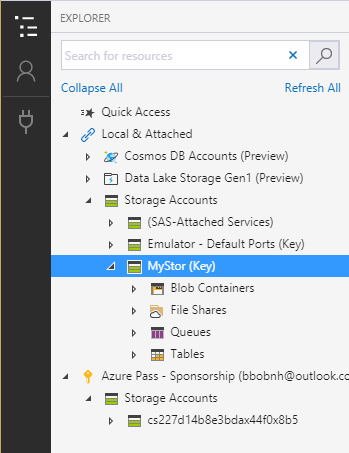 EXPLORER
Search for resources
Collapse All Refresh All
Quick Access
Local & Attached
Cosmos DB Accounts (Preview)
Data Lake Storage Gen1 (Preview)
Storage Accounts
(SAS-Attached Services)
Emulator - Default Ports (Key)
MyStor (Key)
Blob Containers
File Shares
Queues
Tables
Azure Pass - Sponsorship (bbobnh@outlook.co
Storage Accounts
cs227d14b8e3bdax44f0x8b5